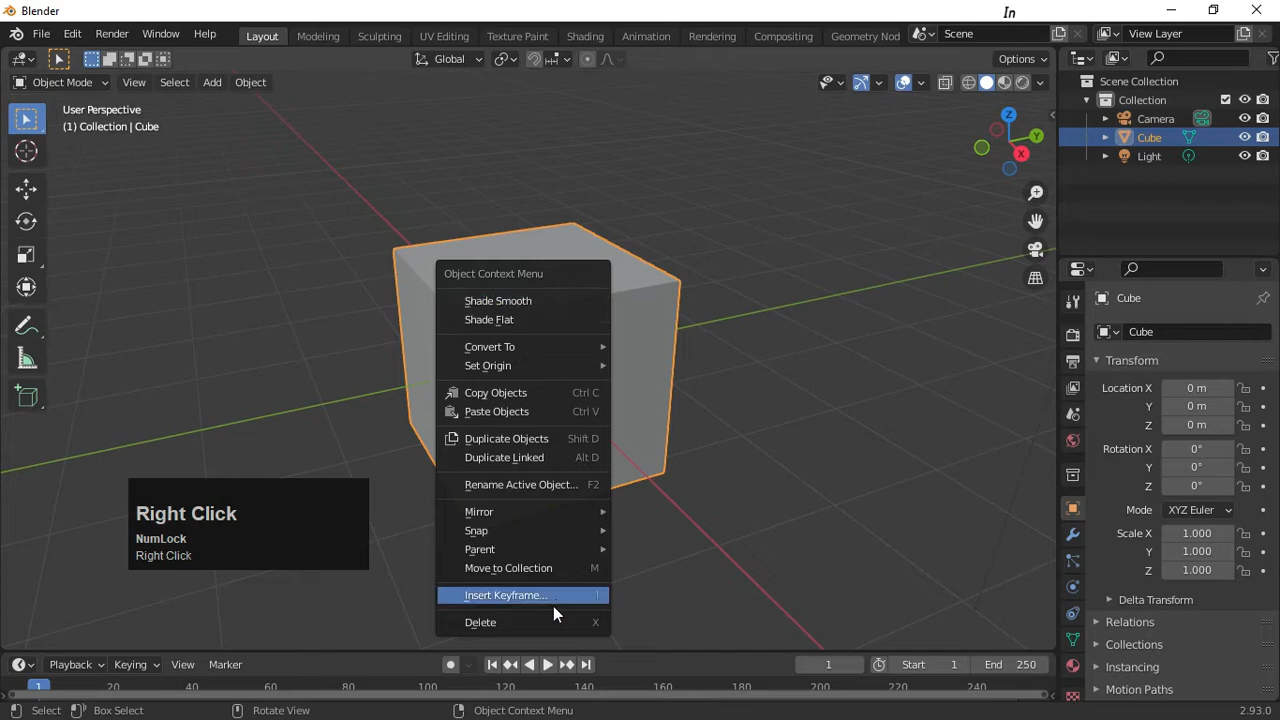 Blender
In
File Edit Render Window Help
Layout Modeling Sculpting UV Editing Texture Paint Shading Animation Rendering Compositing Geometry Nod
Scene
View Layer
Global
Options
Object Mode View Select Add Object
User Perspective
(1) Collection | Cube
Z
Y
X
Scene Collection
Collection
Camera
Cube
Light
Object Context Menu
Shade Smooth
Shade Flat
Convert To
Set Origin
Copy Objects Ctrl C
Paste Objects Ctrl V
Duplicate Objects Shift D
Duplicate Linked Alt D
Rename Active Object... F2
Mirror
Snap
Parent
Move to Collection M
Insert Keyframe... I
Delete X
Right Click
NumLock
Right Click
Cube
Cube
Transform
Location X 0 m
Y 0 m
Z 0 m
Rotation X 0°
Y 0°
Z 0°
Mode XYZ Euler
Scale X 1.000
Y 1.000
Z 1.000
Delta Transform
Relations
Collections
Instancing
Motion Paths
Playback Keying View Marker
1
Start 1 End 250
1 20 40 60 80 100 120 140 160 180 200 220 240
Select Box Select Rotate View Object Context Menu
2.93.0